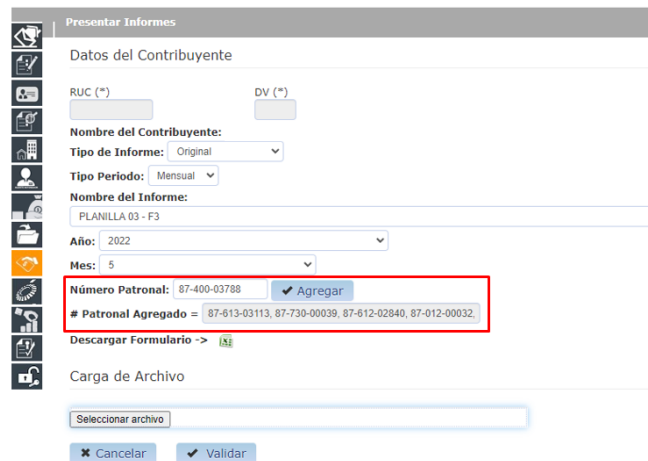 Presentar Informes
Datos del Contribuyente
RUC (*) DV (*)
Nombre del Contribuyente:
Tipo de Informe: Original
Tipo Periodo: Mensual
Nombre del Informe:
PLANILLA 03 - F3
Año: 2022
Mes: 5
Número Patronal: 87-400-03788 Agregar
# Patronal Agregado = 87-613-03113, 87-730-00039, 87-612-02840, 87-012-00032,
Descargar Formulario ->
Carga de Archivo
Seleccionar archivo
Cancelar Validar